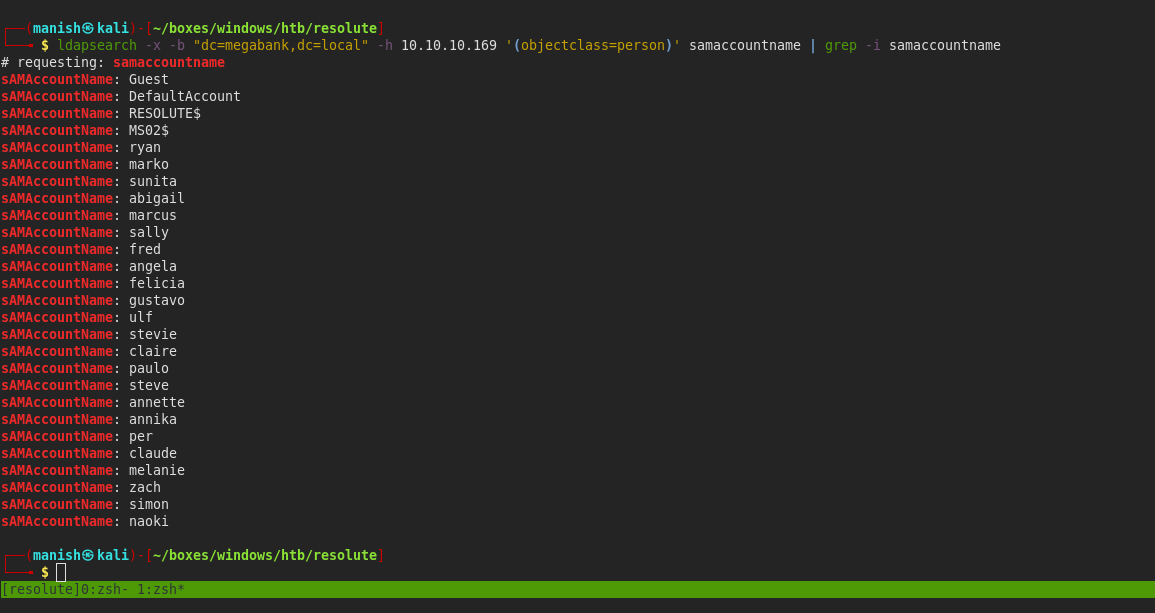 ┌──(manish㉿kali)-[~/boxes/windows/htb/resolute]
└─╼ $ ldapsearch -x -b "dc=megabank,dc=local" -h 10.10.10.169 '(objectclass=person)' samaccountname | grep -i samaccountname
# requesting: samaccountname
sAMAccountName: Guest
sAMAccountName: DefaultAccount
sAMAccountName: RESOLUTE$
sAMAccountName: MS02$
sAMAccountName: ryan
sAMAccountName: marko
sAMAccountName: sunita
sAMAccountName: abigail
sAMAccountName: marcus
sAMAccountName: sally
sAMAccountName: fred
sAMAccountName: angela
sAMAccountName: felicia
sAMAccountName: gustavo
sAMAccountName: ulf
sAMAccountName: stevie
sAMAccountName: claire
sAMAccountName: paulo
sAMAccountName: steve
sAMAccountName: annette
sAMAccountName: annika
sAMAccountName: per
sAMAccountName: claude
sAMAccountName: melanie
sAMAccountName: zach
sAMAccountName: simon
sAMAccountName: naoki
┌──(manish㉿kali)-[~/boxes/windows/htb/resolute]
└─╼ $
[resolute]0:zsh- 1:zsh*